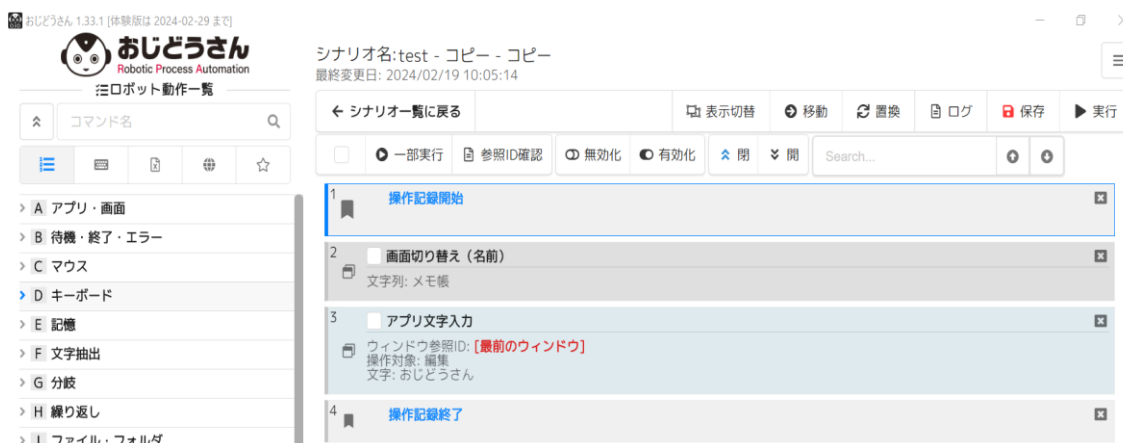 おじどうさん 1.33.1 [体験版は 2024-02-29 まで]
おじどうさん
Robotic Process Automation
ロボット動作一覧
コマンド名
A アプリ・画面
B 待機・終了・エラー
C マウス
D キーボード
E 記憶
F 文字抽出
G 分岐
H 繰り返し
I ファイル・フォルダ
シナリオ名:test - コピー - コピー
最終変更日: 2024/02/19 10:05:14
シナリオ一覧に戻る 表示切替 移動 置換 ログ 保存 実行
一部実行 参照ID確認 無効化 有効化 閉 開 Search...
1 操作記録開始
2 画面切り替え（名前）
文字列: メモ帳
3 アプリ文字入力
ウィンドウ参照ID: [最前のウィンドウ]
操作対象: 編集
文字: おじどうさん
4 操作記録終了